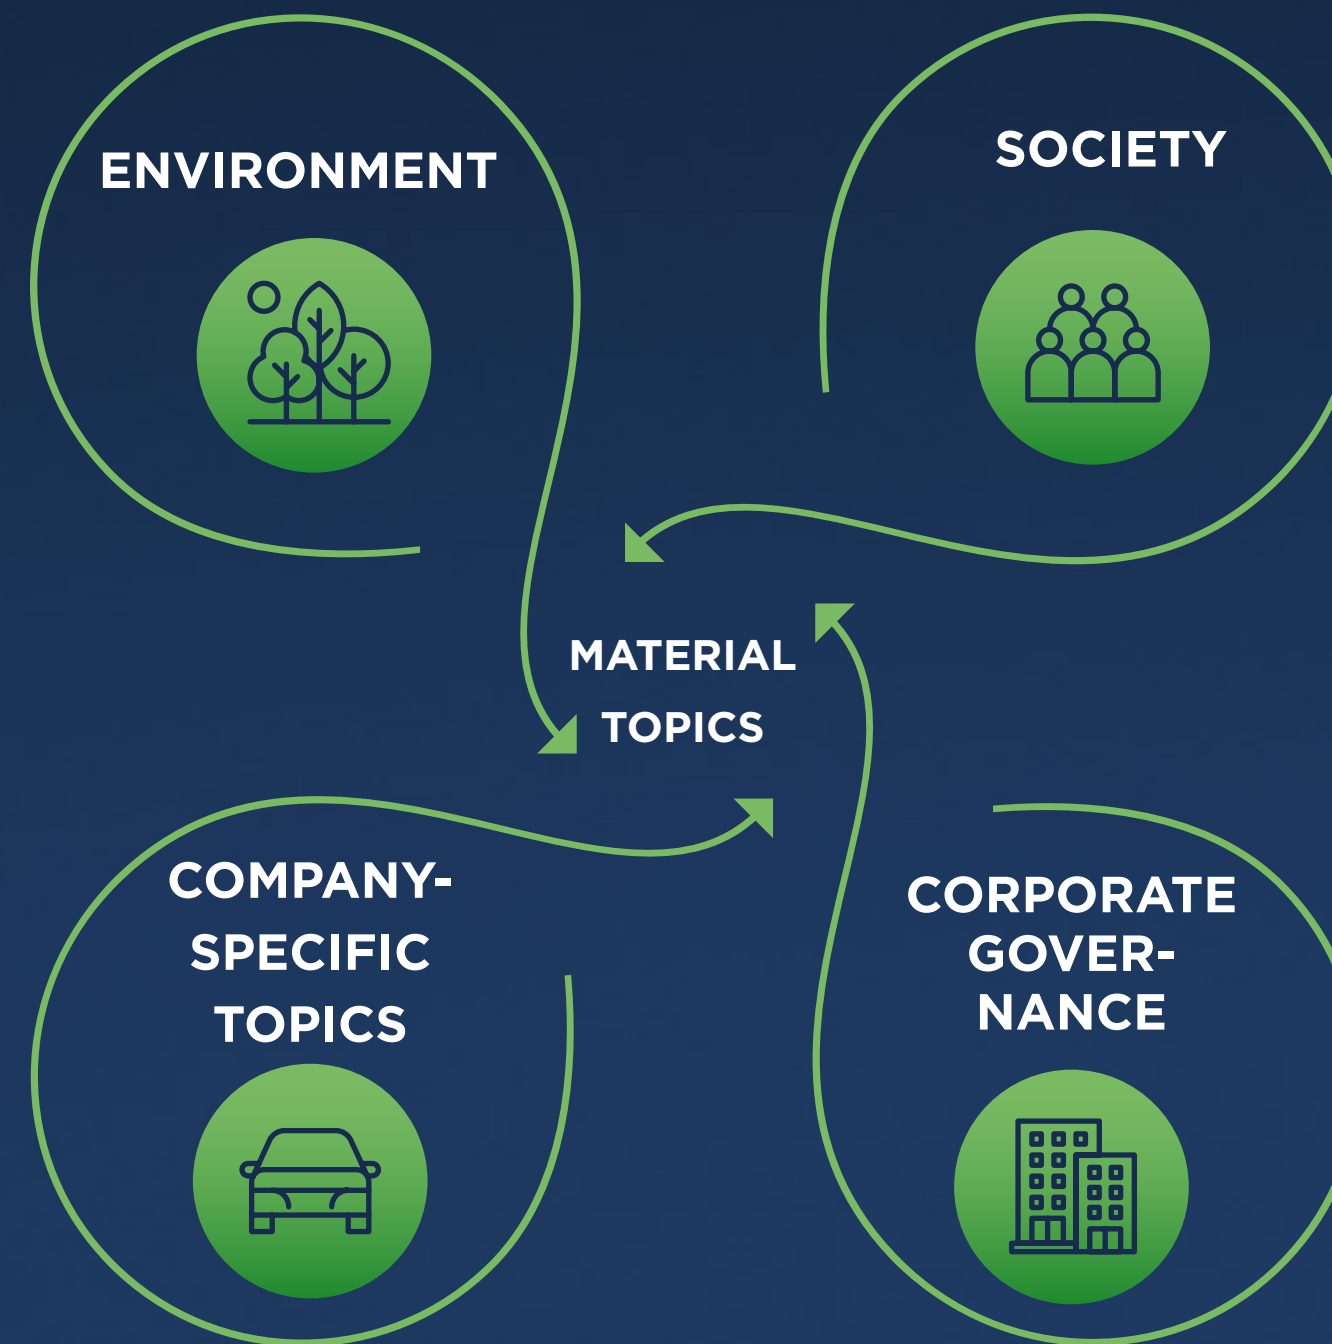 ENVIRONMENT
SOCIETY
MATERIAL
TOPICS
COMPANY-
SPECIFIC
TOPICS
CORPORATE
GOVER-
NANCE